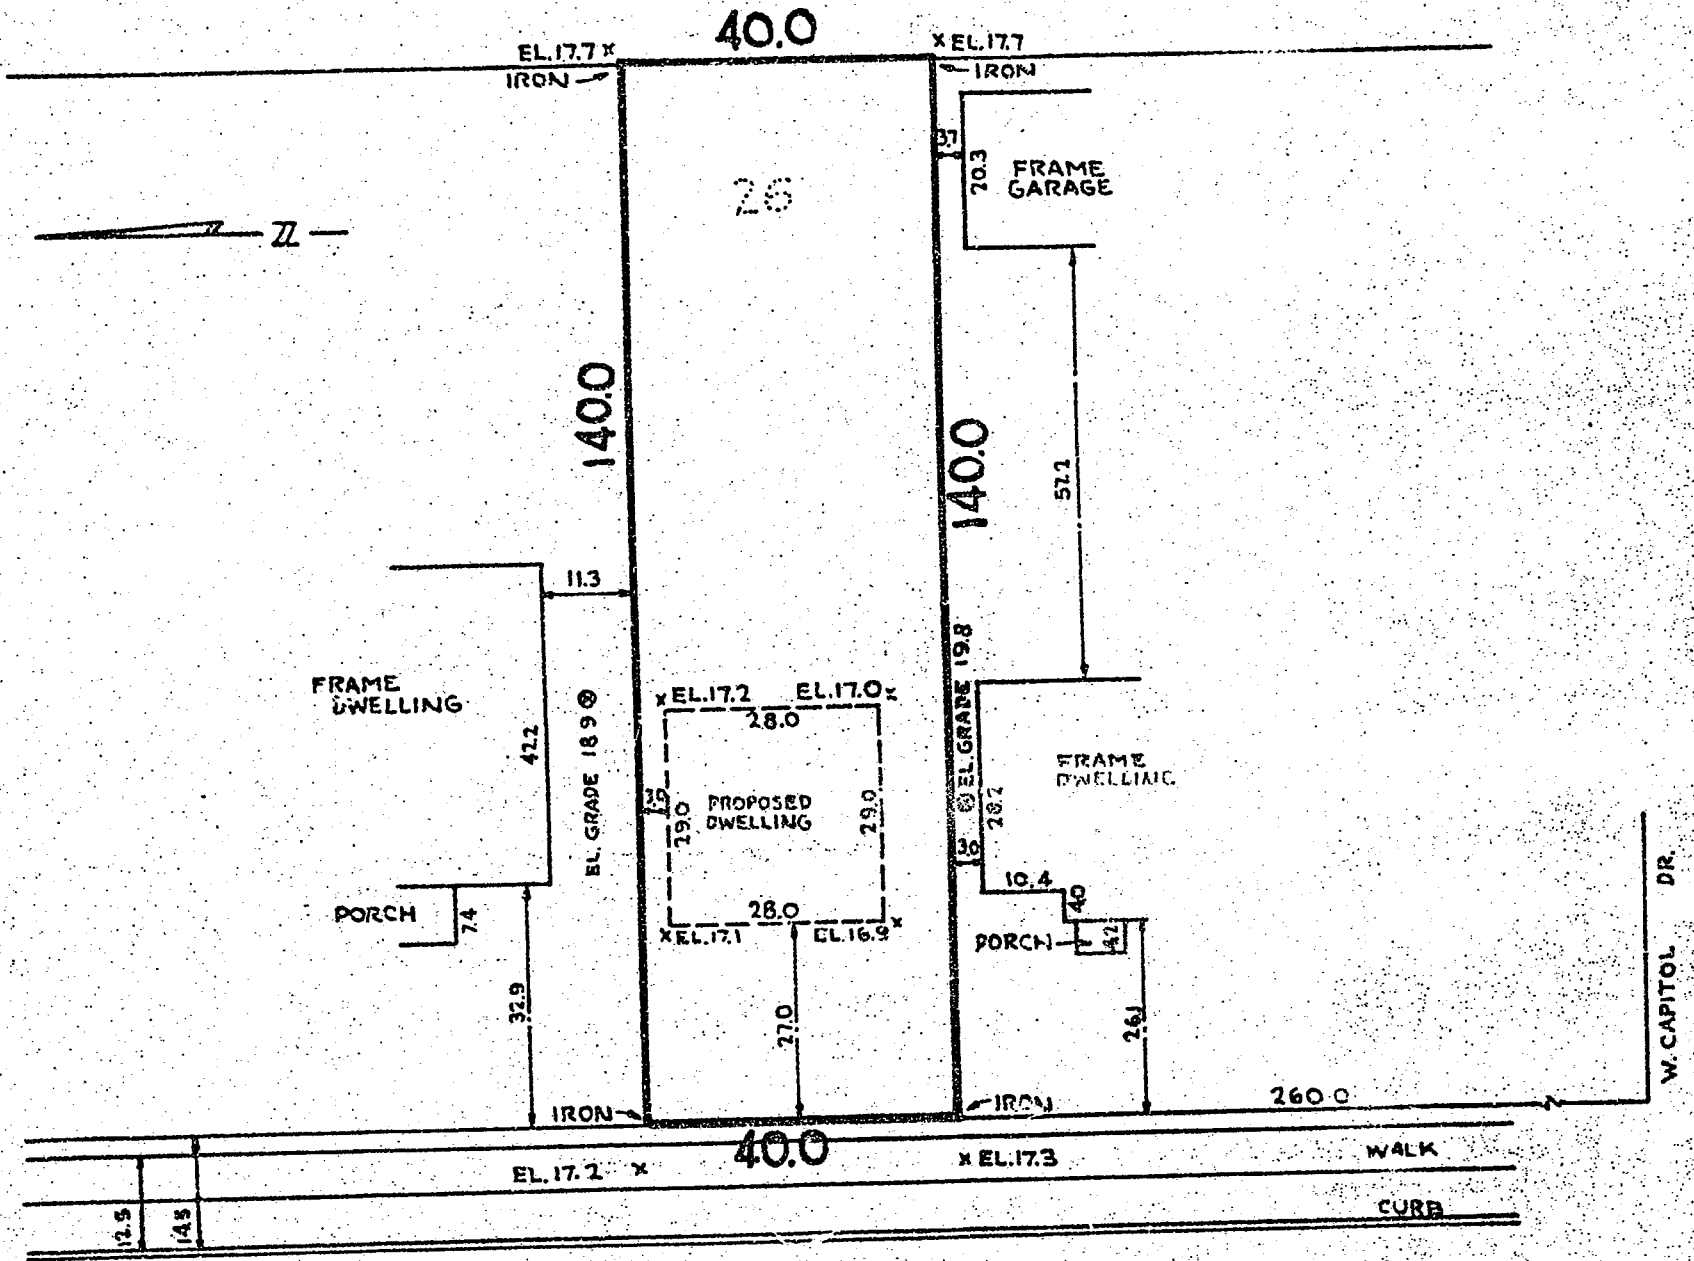 40.0
EL.17.7 x
x EL.17.7
IRON
IRON
3.7
20.3
FRAME
GARAGE
26
N
140.0
140.0
57.2
11.3
FRAME
DWELLING
42.2
EL. GRADE 18.9
x EL.17.2
EL.17.0 x
28.0
EL.GRADE 19.8
FRAME
DWELLING
3.0
29.0
PROPOSED
DWELLING
29.0
28.2
3.0
28.0
x EL.17.1
EL.16.9 x
10.4
4.0
PORCH
7.4
PORCH
4.2
32.9
27.0
26.1
W. CAPITOL DR.
IRON
IRON
260.0
40.0
EL.17.2 x
x EL.17.3
WALK
CURB
12.5
14.5